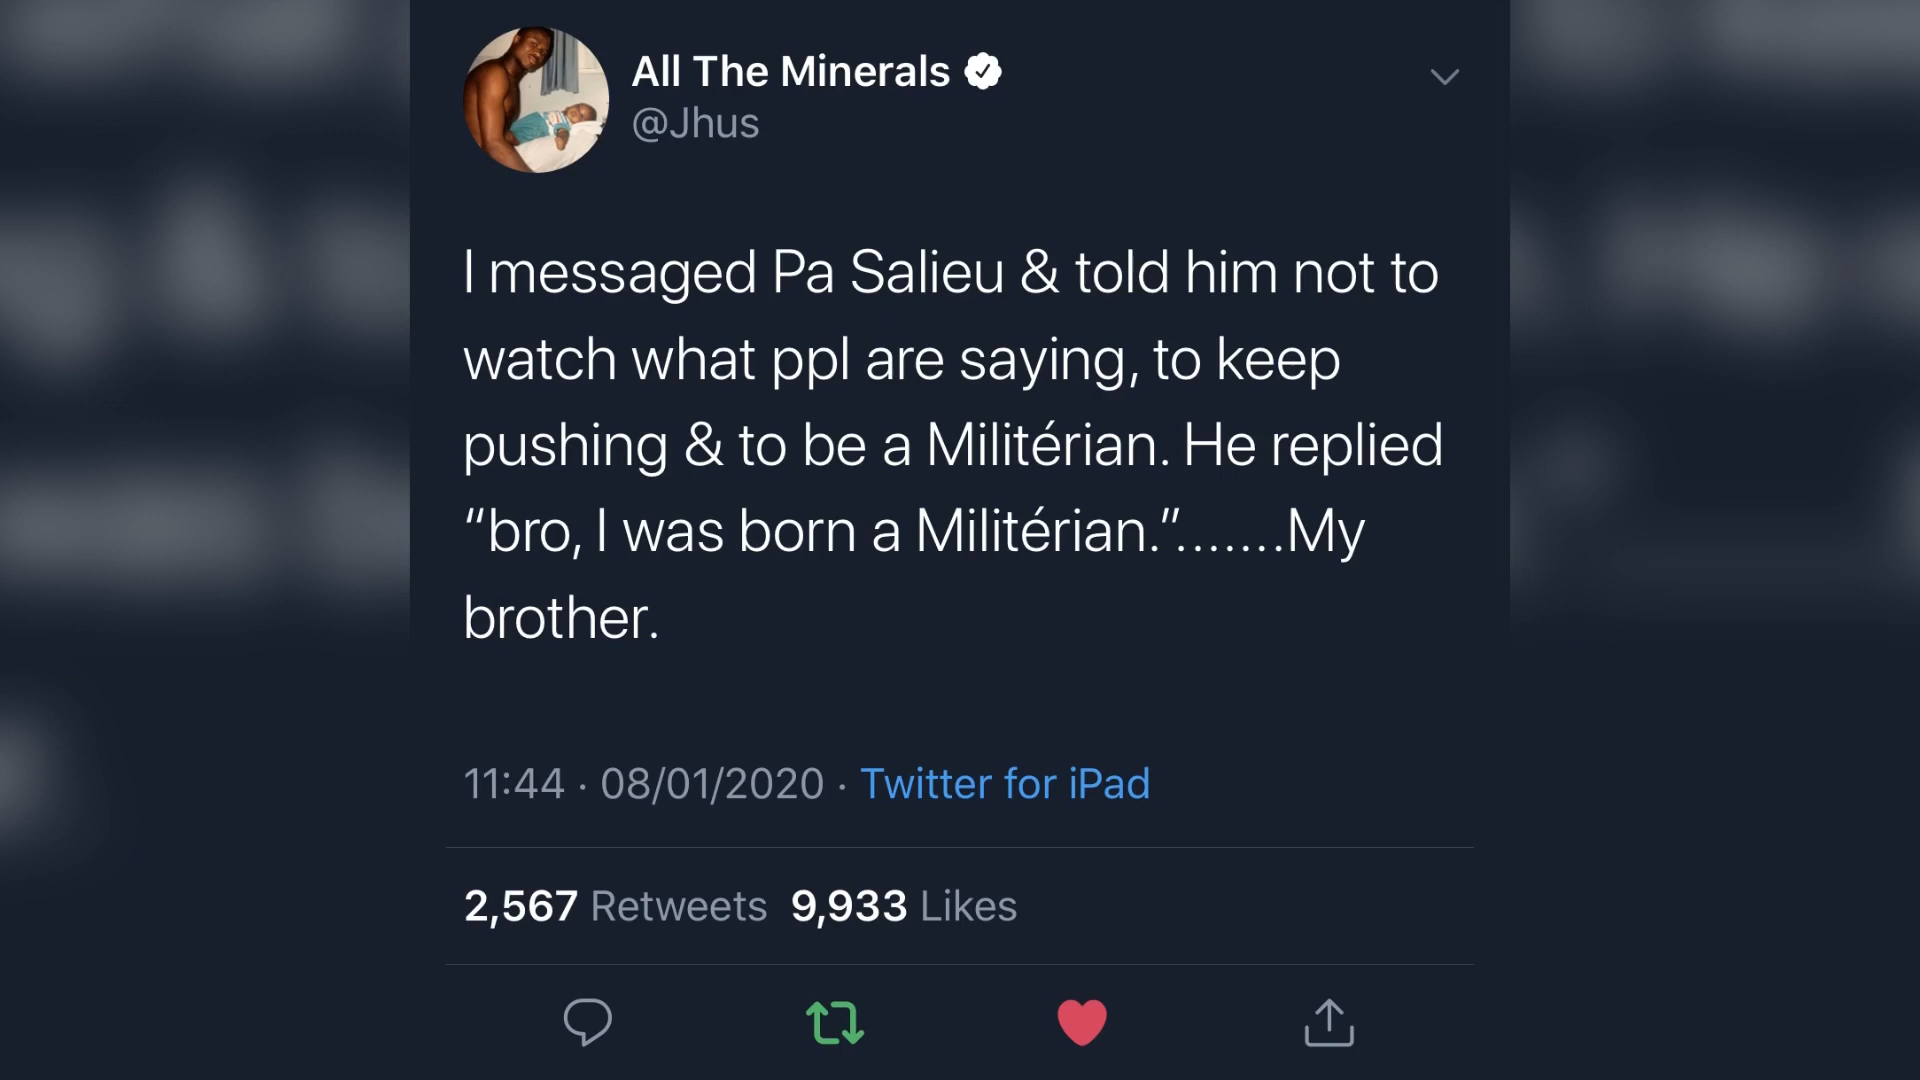 All The Minerals
@Jhus
I messaged Pa Salieu & told him not to
watch what ppl are saying, to keep
pushing & to be a Militérian. He replied
“bro, I was born a Militérian.”.......My
brother.
11:44 · 08/01/2020 · Twitter for iPad
2,567 Retweets 9,933 Likes